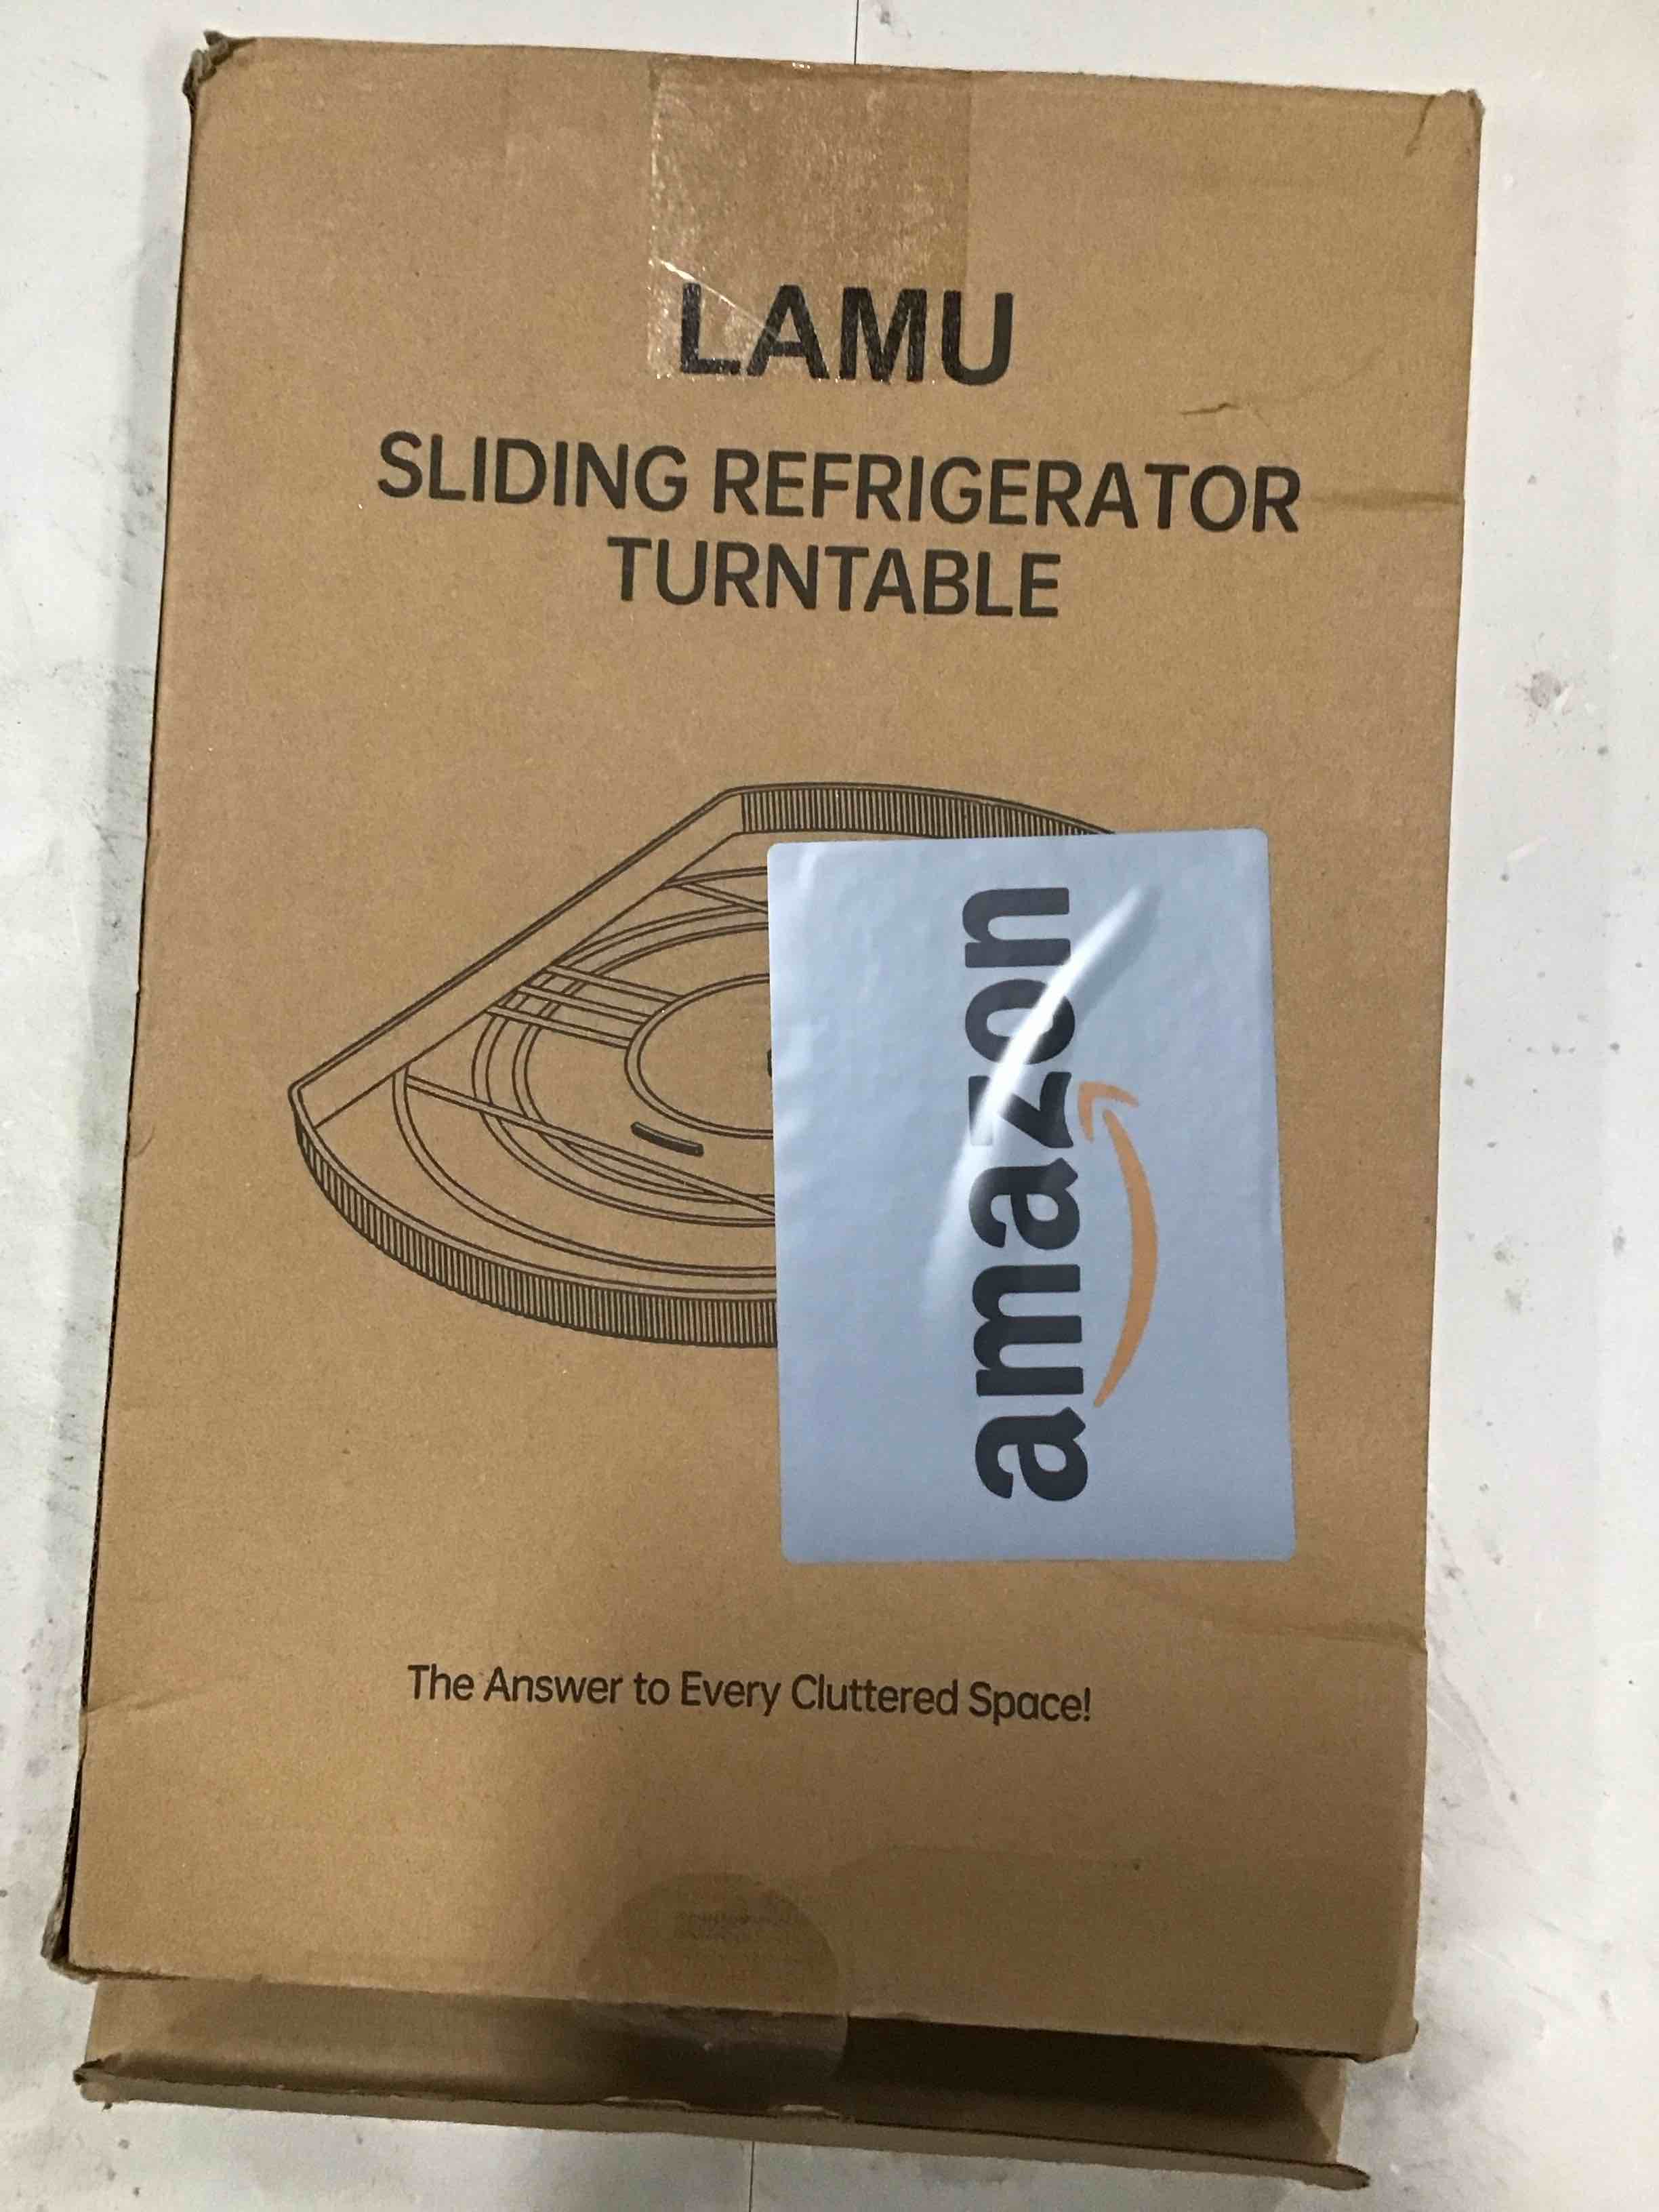 LAMU
SLIDING REFRIGERATOR
TURNTABLE
amazon
The Answer to Every Cluttered Space!